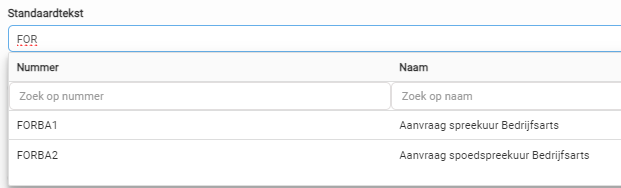 Standaardtekst
FOR
Nummer Naam
Zoek op nummer Zoek op naam
FORBA1 Aanvraag spreekuur Bedrijfsarts
FORBA2 Aanvraag spoedspreekuur Bedrijfsarts